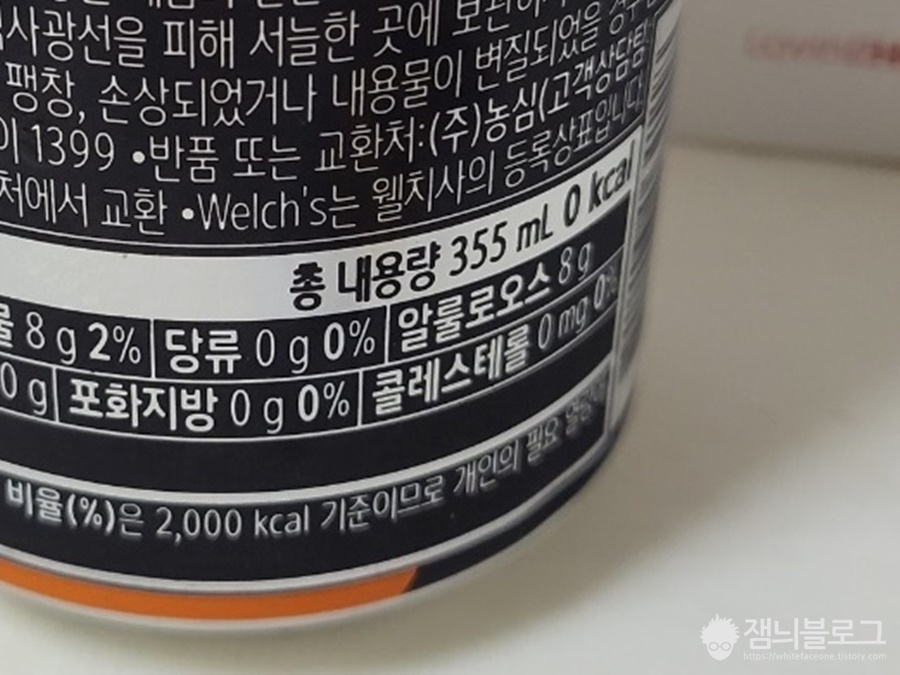 직사광선을 피해 서늘한 곳에
팽창, 손상되었거나 내용물이 변질되었을
1399 •반품 또는 교환처:(주)농심(고객상담팀
처에서 교환 •Welch's는 웰치사의 등록상표입니다
총 내용량 355 mL 0 kcal
8 g 2% 당류 0 g 0% 알룰로오스 8 g
0 g 포화지방 0 g 0% 콜레스테롤 0 mg 0%
비율(%)은 2,000 kcal 기준이므로 개인의 필요
잼늬블로그
https://whitefaceone.tistory.com